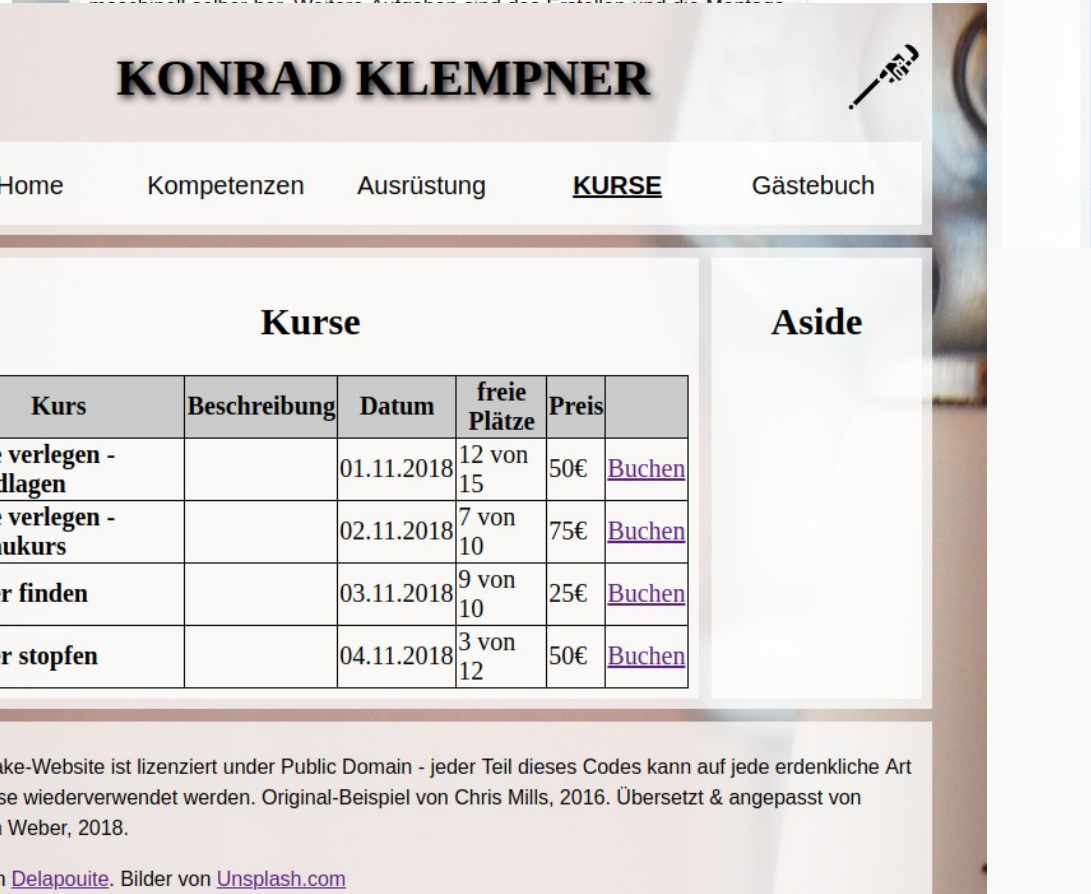 KONRAD KLEMPNER
Home Kompetenzen Ausrüstung KURSE Gästebuch
Kurse
Aside
Kurs Beschreibung Datum freie Plätze Preis
verlegen - 01.11.2018 12 von 15 50€ Buchen
verlegen - 02.11.2018 7 von 10 75€ Buchen
finden 03.11.2018 9 von 10 25€ Buchen
stopfen 04.11.2018 3 von 12 50€ Buchen
ake-Website ist lizenziert unter Public Domain - jeder Teil dieses Codes kann auf jede erdenkliche Art
se wiederverwendet werden. Original-Beispiel von Chris Mills, 2016. Übersetzt & angepasst von
Weber, 2018.
Delapouite. Bilder von Unsplash.com